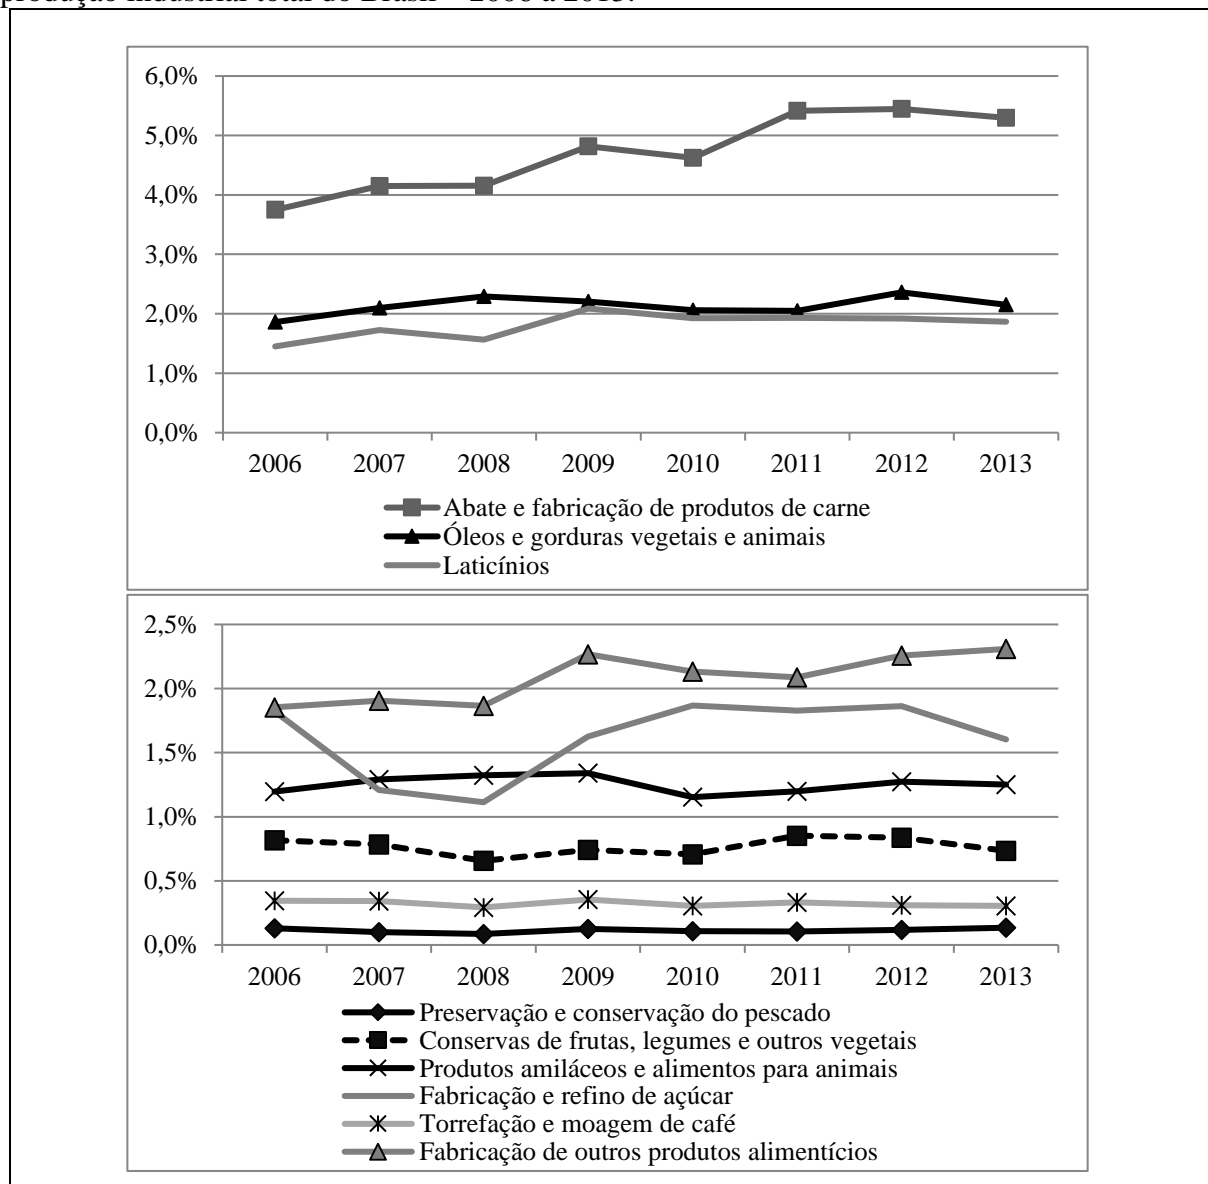 produção industrial total do Brasil – 2006 a 2013.
6,0%
5,0%
4,0%
3,0%
2,0%
1,0%
0,0%
2006 2007 2008 2009 2010 2011 2012 2013
Abate e fabricação de produtos de carne
Óleos e gorduras vegetais e animais
Laticínios
2,5%
2,0%
1,5%
1,0%
0,5%
0,0%
2006 2007 2008 2009 2010 2011 2012 2013
Preservação e conservação do pescado
Conservas de frutas, legumes e outros vegetais
Produtos amiláceos e alimentos para animais
Fabricação e refino de açúcar
Torrefação e moagem de café
Fabricação de outros produtos alimentícios